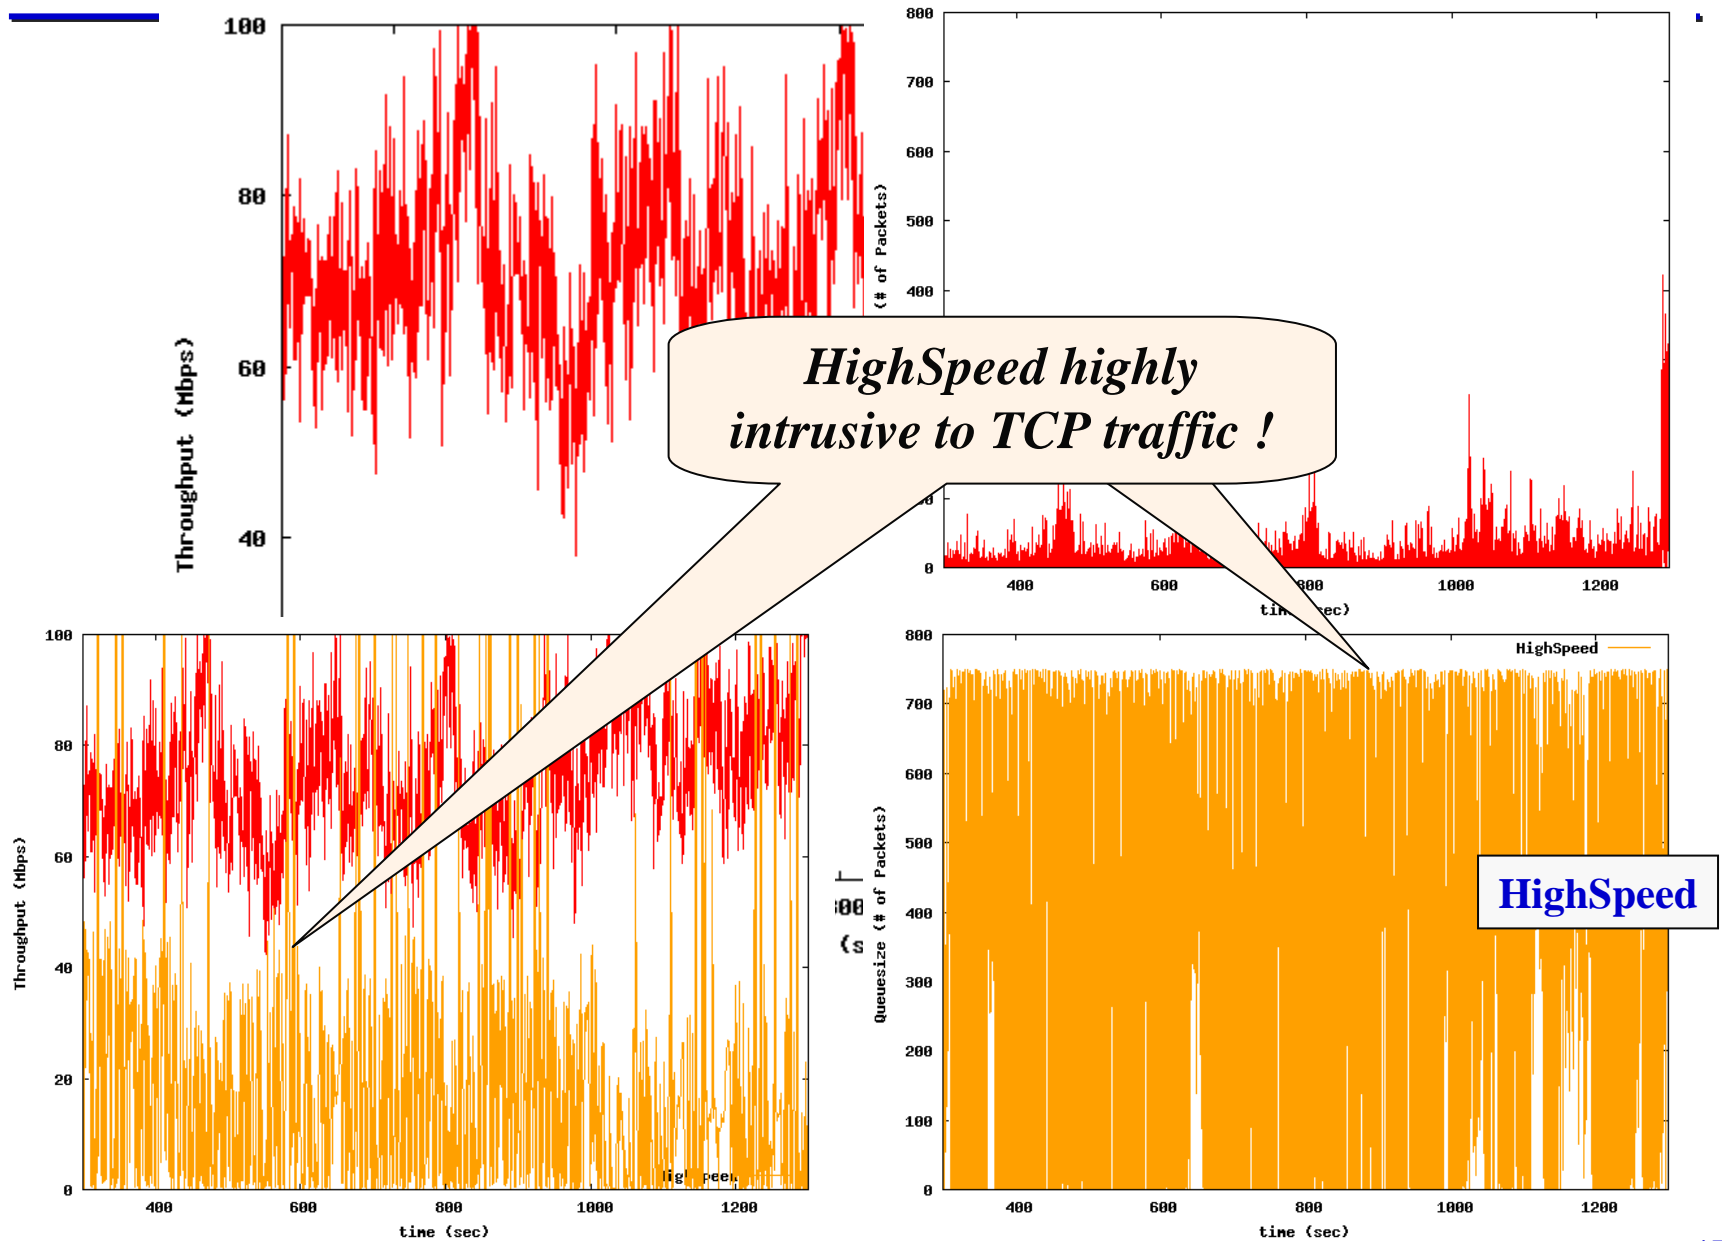 100
80
60
40
Throughput (Mbps)
800
700
600
500
400
0
(# of Packets)
400 600 800 1000 1200
HighSpeed highly
intrusive to TCP traffic !
100
80
60
40
20
0
Throughput (Mbps)
400 600 800 1000 1200
time (sec)
800
700
600
500
400
300
200
100
0
Queuesize (# of Packets)
HighSpeed
HighSpeed
400 600 800 1000 1200
time (sec)